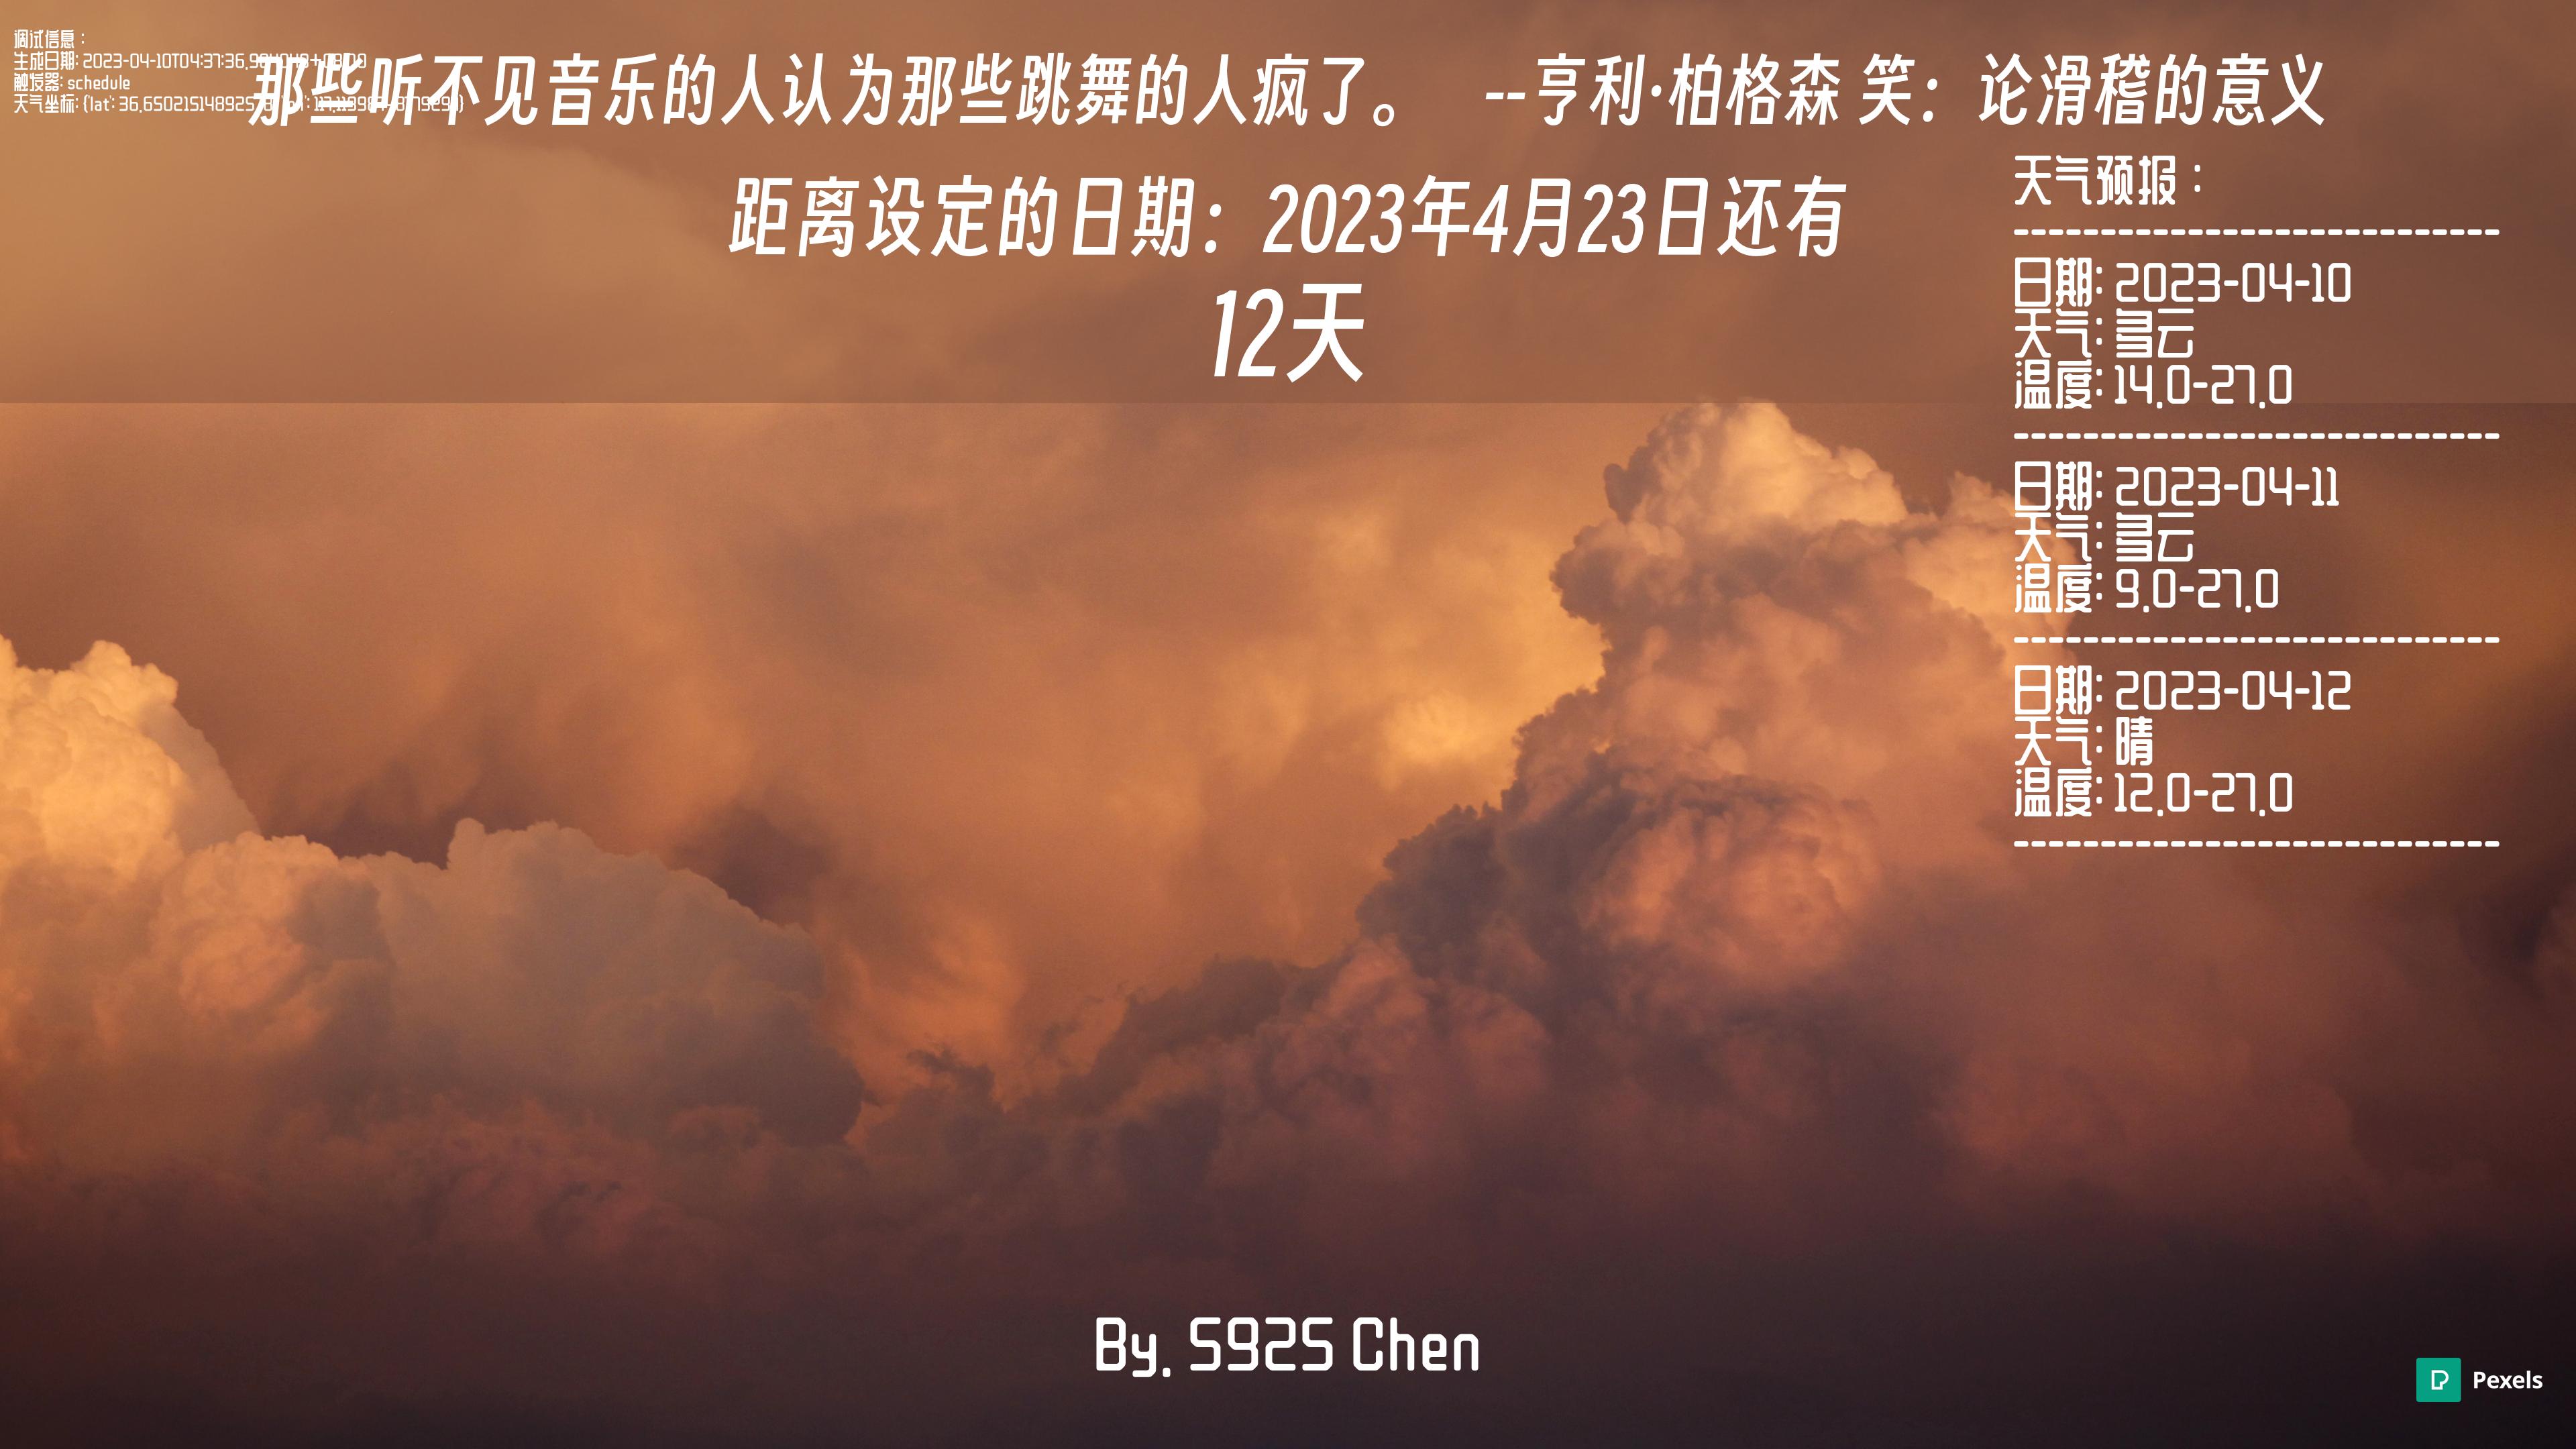 调试信息：
生成日期: 2023-04-10T04:37:36.
触发器: schedule
天气坐标: {'lat': 36.65021514892578
那些听不见音乐的人认为那些跳舞的人疯了。 --亨利·柏格森 笑：论滑稽的意义
距离设定的日期：2023年4月23日还有
12天
天气预报：
----------------------------
日期: 2023-04-10
天气: 多云
温度: 14.0-27.0
----------------------------
日期: 2023-04-11
天气: 多云
温度: 9.0-27.0
----------------------------
日期: 2023-04-12
天气: 晴
温度: 12.0-27.0
----------------------------
By. 5925 Chen
Pexels